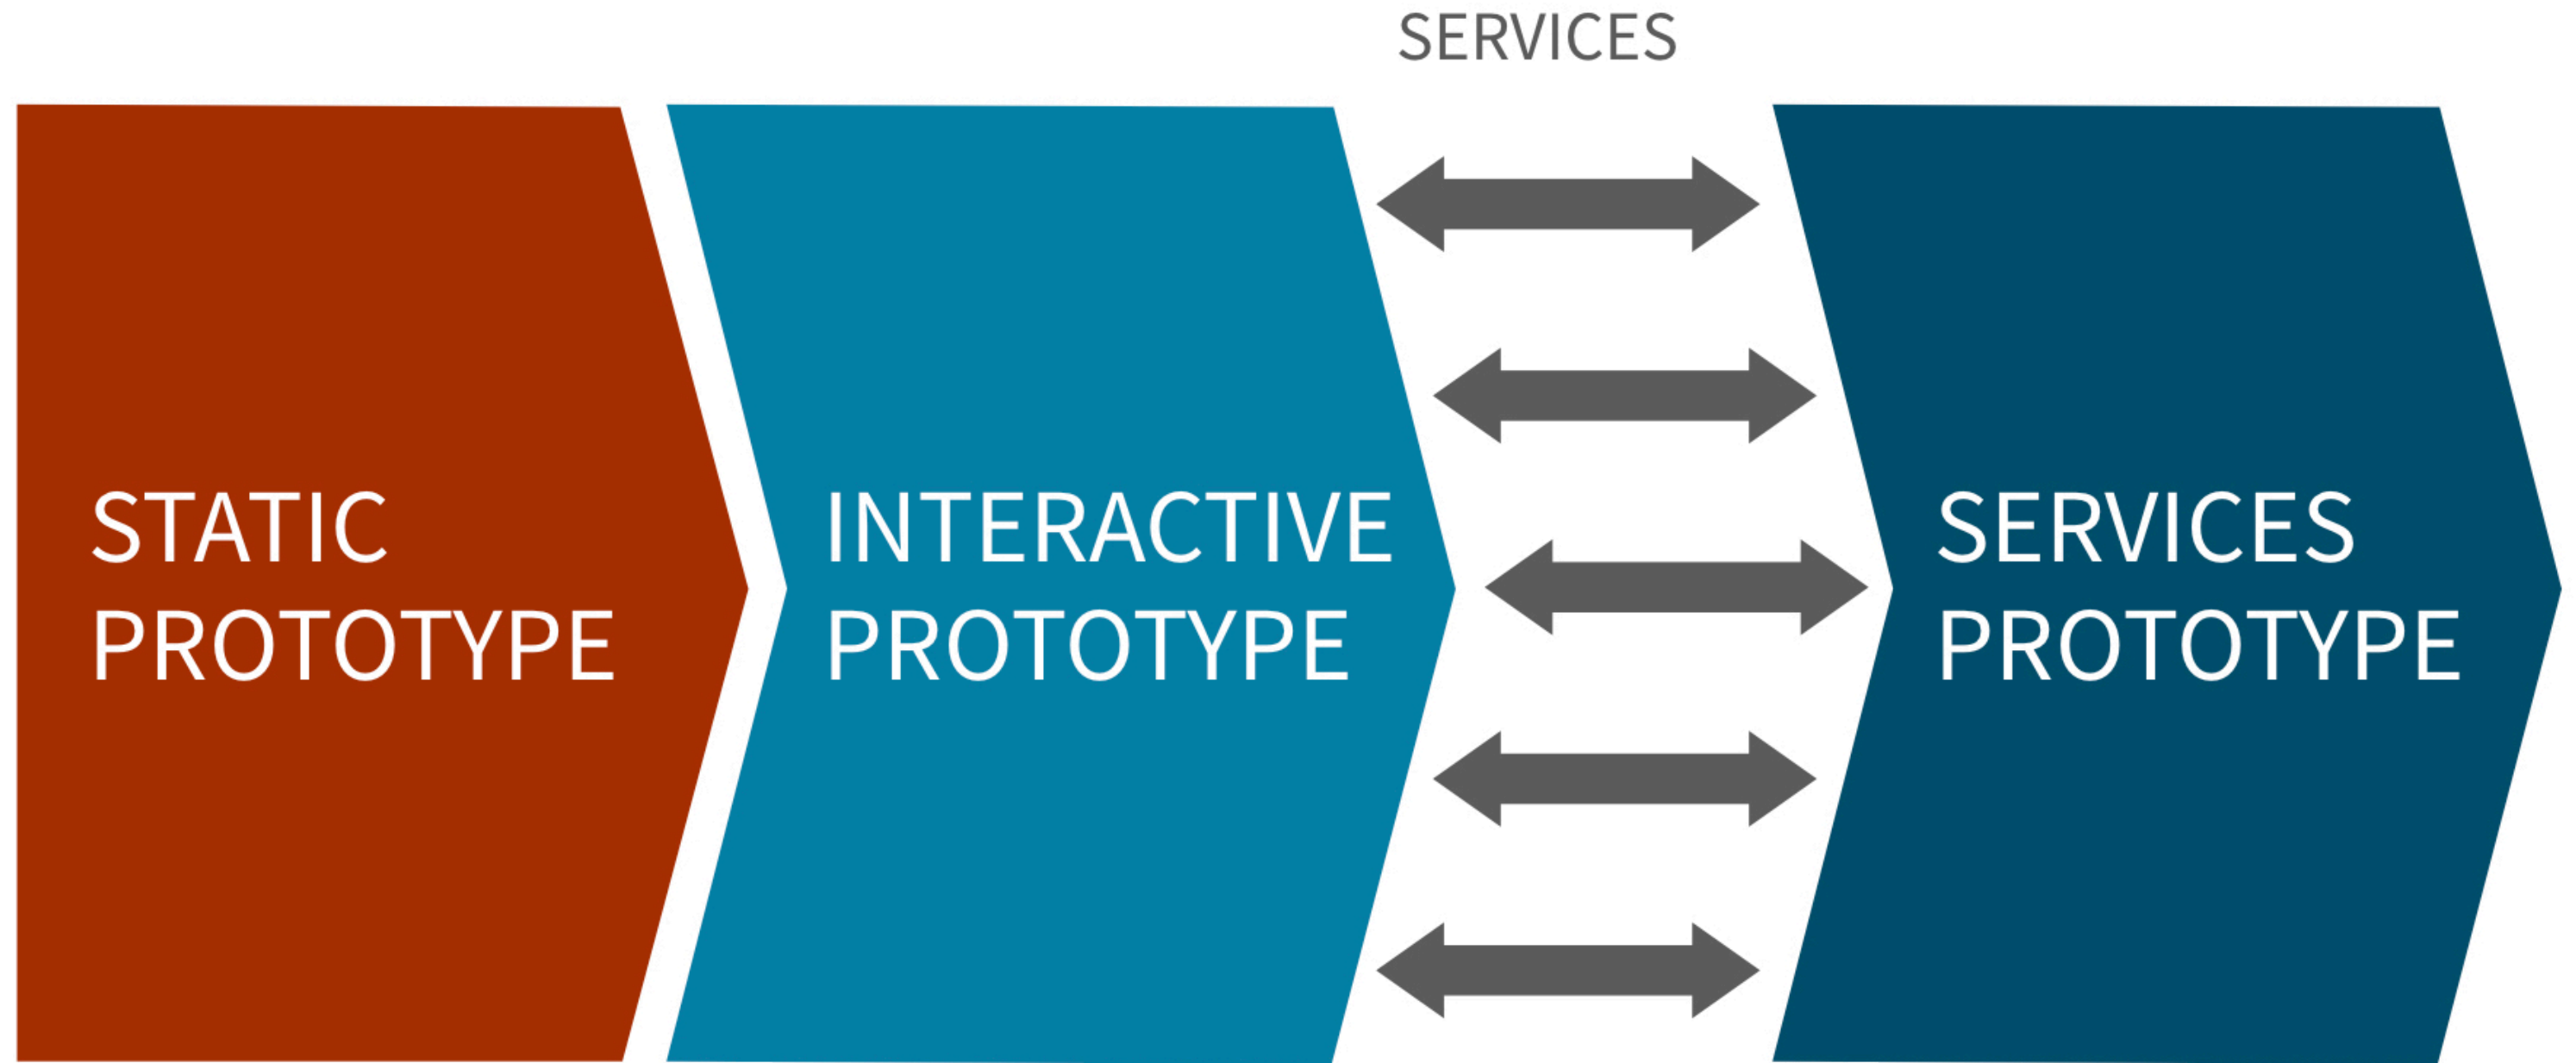 SERVICES
STATIC
PROTOTYPE
INTERACTIVE
PROTOTYPE
SERVICES
PROTOTYPE